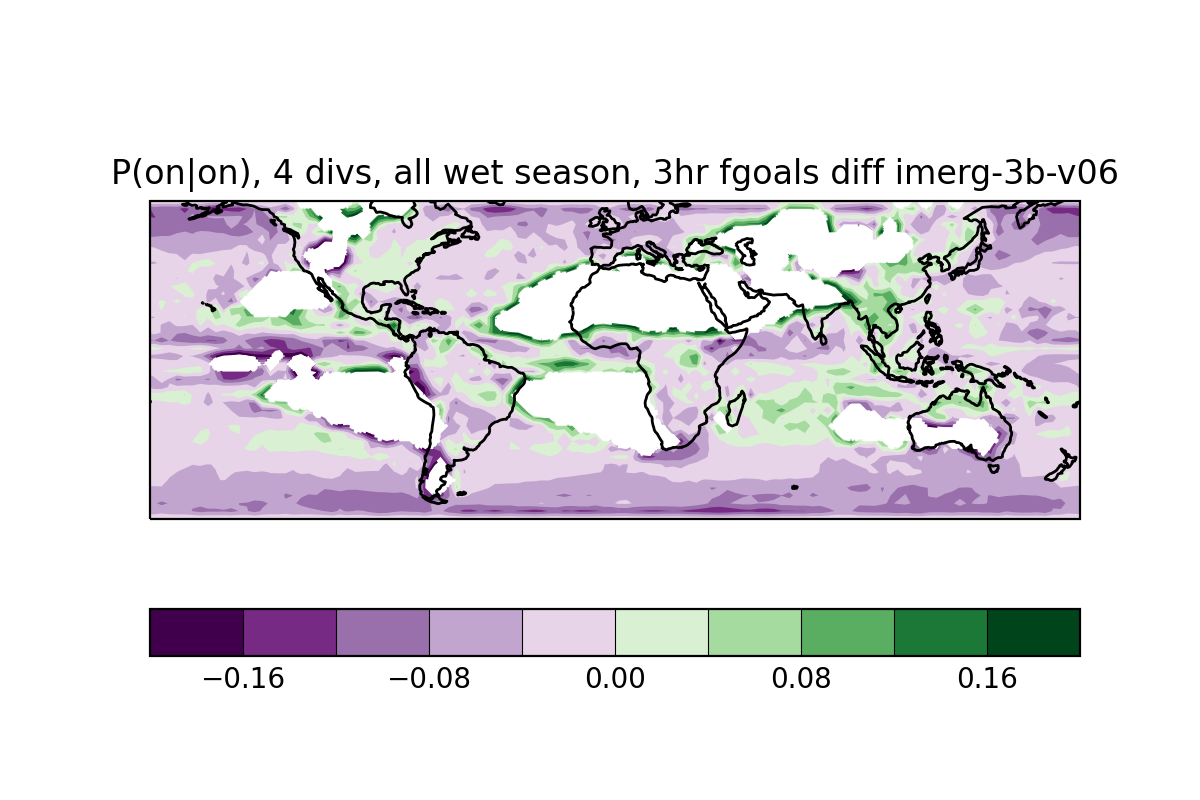 P(on|on), 4 divs, all wet season, 3hr fgoals diff imerg-3b-v06
−0.16 −0.08 0.00 0.08 0.16